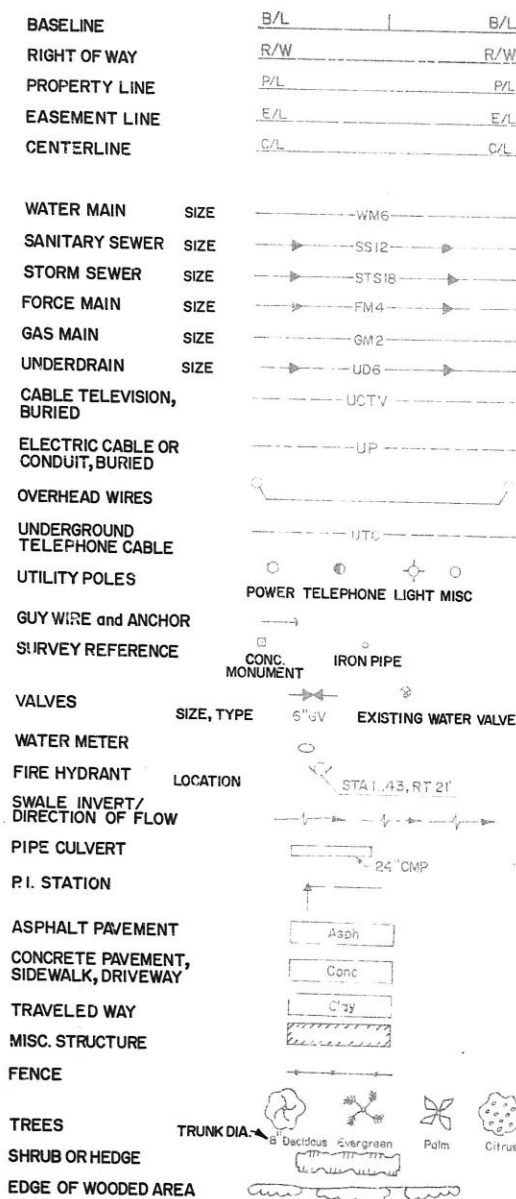 BASELINE B/L B/L
RIGHT OF WAY R/W R/W
PROPERTY LINE P/L P/L
EASEMENT LINE E/L E/L
CENTERLINE C/L C/L
WATER MAIN SIZE WM6
SANITARY SEWER SIZE SS12
STORM SEWER SIZE STS18
FORCE MAIN SIZE FM4
GAS MAIN SIZE GM2
UNDERDRAIN SIZE UD6
CABLE TELEVISION, UCTV
BURIED
ELECTRIC CABLE OR UP
CONDUIT, BURIED
OVERHEAD WIRES
UNDERGROUND UTC
TELEPHONE CABLE
UTILITY POLES
POWER TELEPHONE LIGHT MISC
GUY WIRE and ANCHOR
SURVEY REFERENCE CONC. IRON PIPE
MONUMENT
VALVES
SIZE, TYPE 6"GV EXISTING WATER VALVE
WATER METER
FIRE HYDRANT LOCATION STA 1..43, RT 21'
SWALE INVERT/
DIRECTION OF FLOW
PIPE CULVERT
24"CMP
P.I. STATION
ASPHALT PAVEMENT Asph
CONCRETE PAVEMENT, Conc
SIDEWALK, DRIVEWAY
TRAVELED WAY Clay
MISC. STRUCTURE
FENCE
TREES TRUNK DIA. 8" Decidous Evergreen Palm Citrus
SHRUB OR HEDGE
EDGE OF WOODED AREA